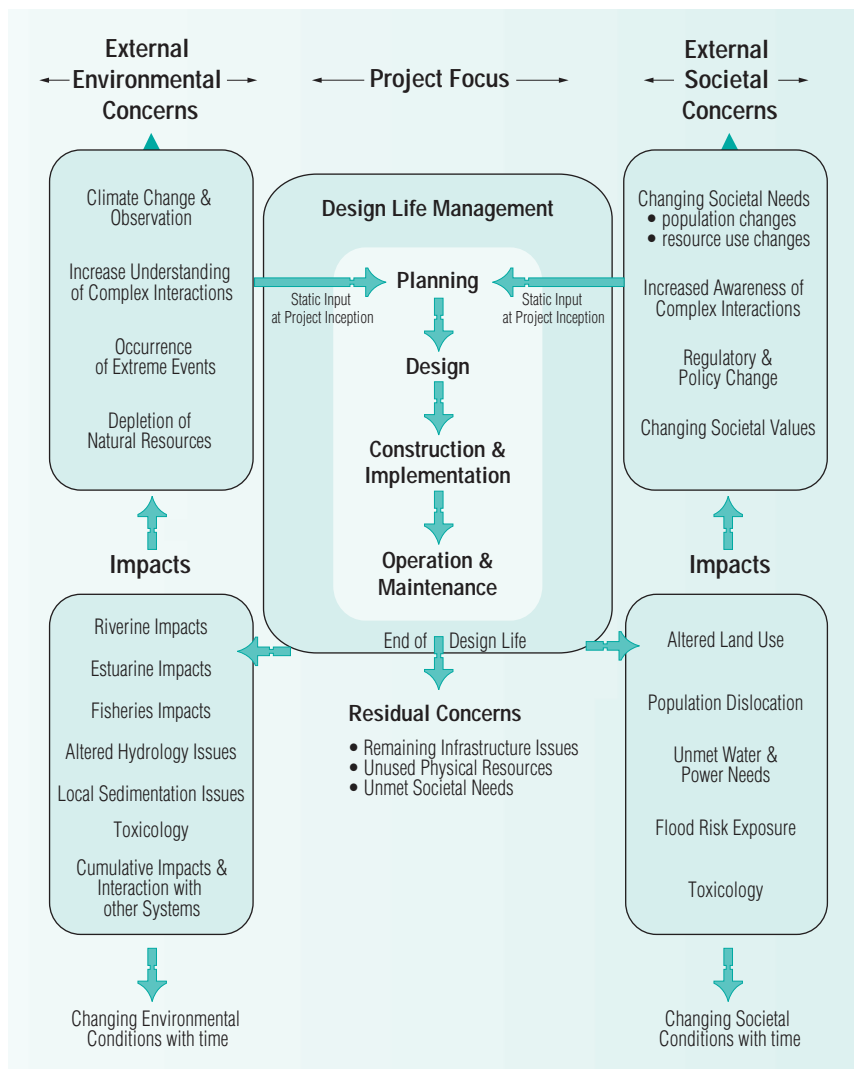 External
Environmental
Concerns
Project Focus
External
Societal
Concerns
Climate Change &
Observation
Increase Understanding
of Complex Interactions
Occurrence
of Extreme Events
Depletion of
Natural Resources
Design Life Management
Static Input
at Project Inception
Planning
Static Input
at Project Inception
Design
Construction &
Implementation
Operation &
Maintenance
Changing Societal Needs
• population changes
• resource use changes
Increased Awareness of
Complex Interactions
Regulatory &
Policy Change
Changing Societal Values
Impacts
Riverine Impacts
Estuarine Impacts
Fisheries Impacts
Altered Hydrology Issues
Local Sedimentation Issues
Toxicology
Cumulative Impacts &
Interaction with
other Systems
End of Design Life
Residual Concerns
• Remaining Infrastructure Issues
• Unused Physical Resources
• Unmet Societal Needs
Impacts
Altered Land Use
Population Dislocation
Unmet Water &
Power Needs
Flood Risk Exposure
Toxicology
Changing Environmental
Conditions with time
Changing Societal
Conditions with time